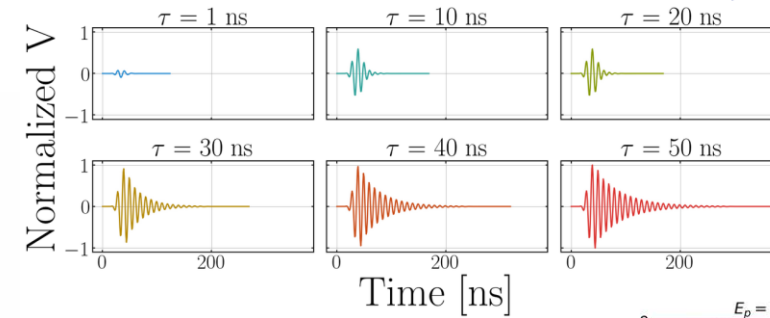 τ = 1 ns τ = 10 ns τ = 20 ns
1
0
−1
τ = 30 ns τ = 40 ns τ = 50 ns
1
0
−1
0 200 0 200 0 200
Normalized V
Time [ns]
E_p =